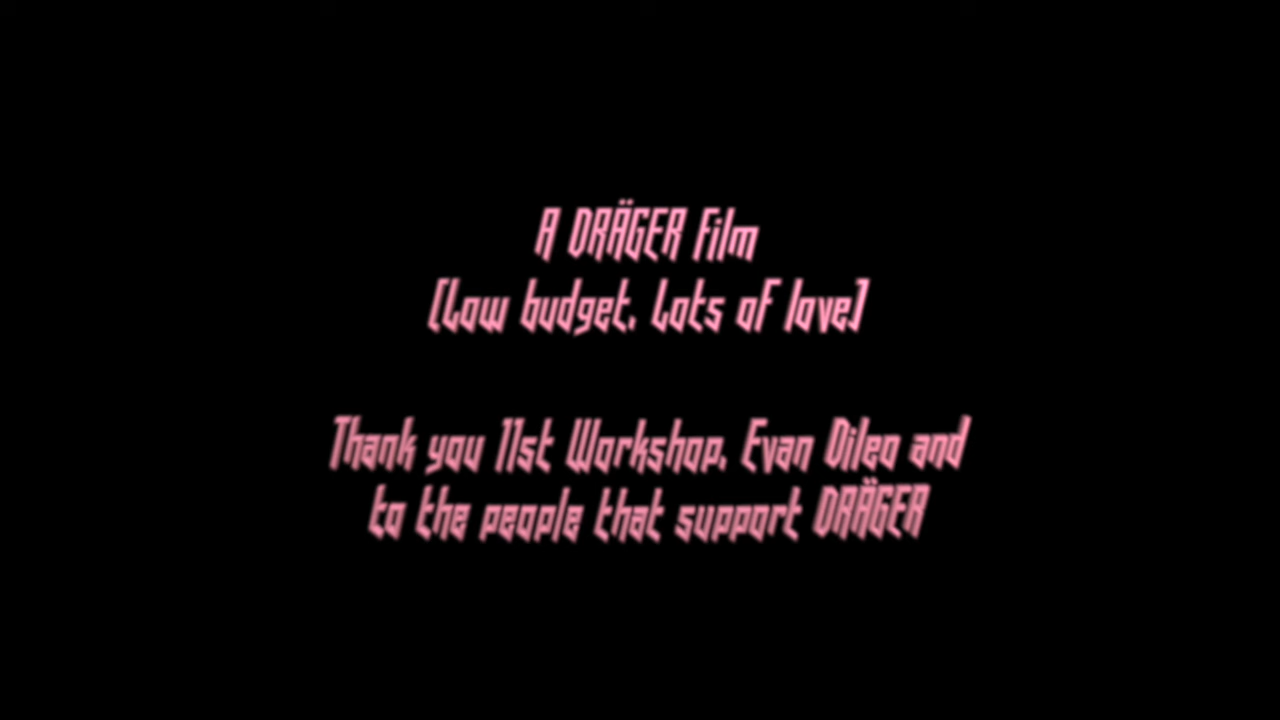 A DRÄGER Film
(Low budget, Lots of love)
Thank you 11st Workshop, Evan Dileo and
to the people that support DRÄGER